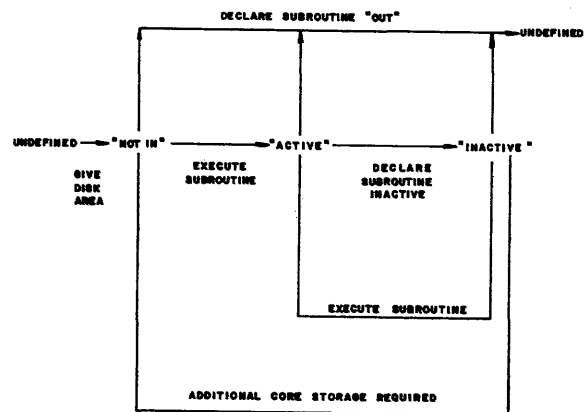 DECLARE SUBROUTINE "OUT"
UNDEFINED
UNDEFINED
"NOT IN"
"ACTIVE"
"INACTIVE"
GIVE
DISK
AREA
EXECUTE
SUBROUTINE
DECLARE
SUBROUTINE
INACTIVE
EXECUTE SUBROUTINE
ADDITIONAL CORE STORAGE REQUIRED